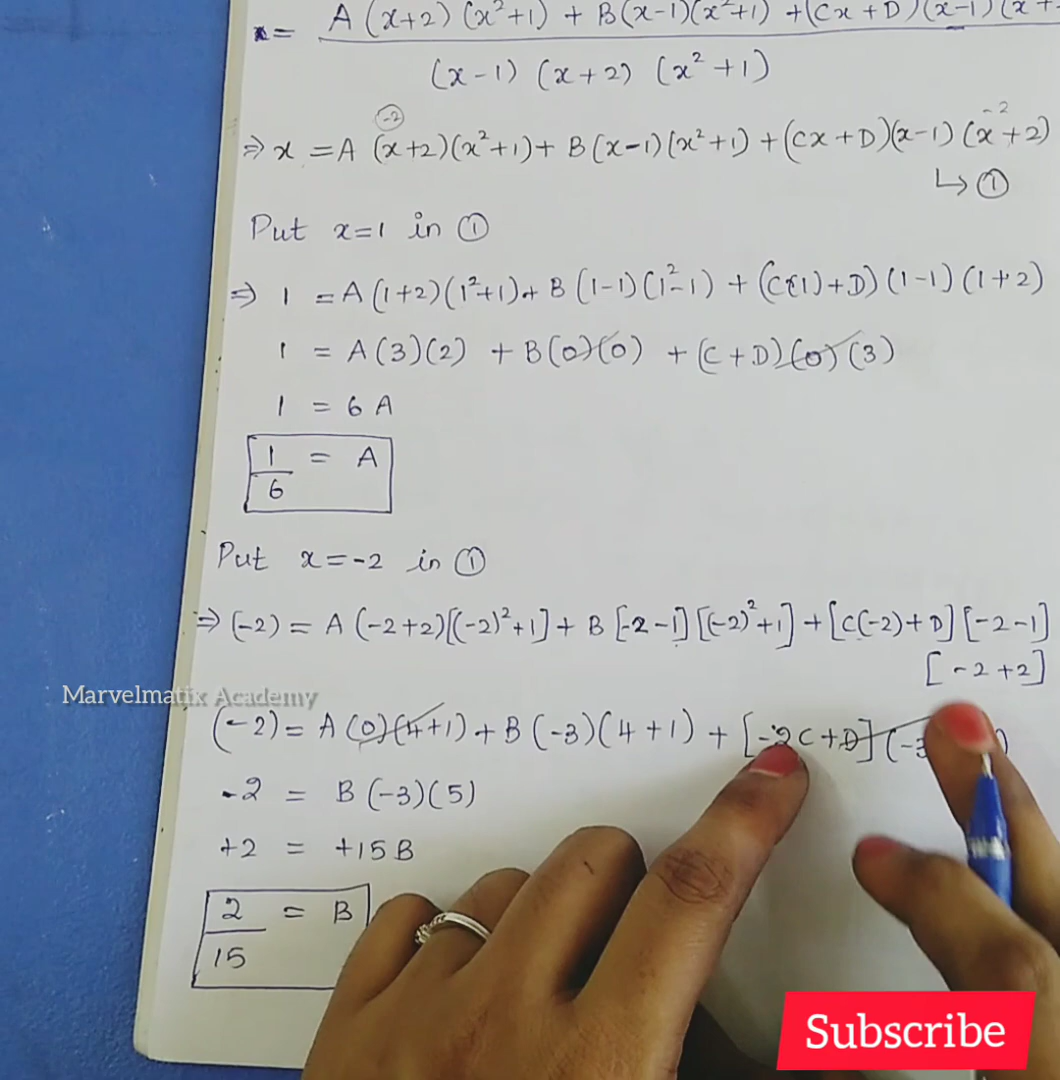 x = A (x+2) (x²+1) + B(x-1)(x²+1) + (Cx + D)(x-1)(x+
(x-1) (x+2) (x²+1)
-2 -2
⇒ x = A (x+2)(x²+1) + B(x-1)(x²+1) + (Cx+D)(x-1)(x+2)
↳ ①
Put x=1 in ①
⇒ 1 = A(1+2)(1²+1) + B(1-1)(1²-1) + (C(1)+D)(1-1)(1+2)
1 = A(3)(2) + B(0)(0) + (C+D)(0)(3)
1 = 6A
1/6 = A
Put x=-2 in ①
⇒ (-2) = A(-2+2)[(-2)²+1] + B[-2-1][(-2)²+1] + [C(-2)+D][-2-1]
[-2+2]
Marvelmatix Academy
(-2) = A(0)(4+1) + B(-3)(4+1) + [-2C+D](-3
-2 = B(-3)(5)
+2 = +15B
2/15 = B
Subscribe